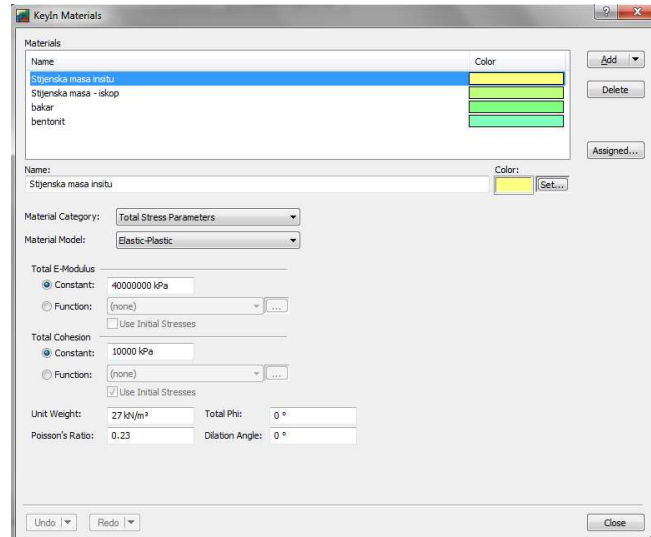 KeyIn Materials
Materials
Name Color
Stijenska masa insitu
Stijenska masa - iskop
bakar
bentonit
Add
Delete
Assigned...
Name: Color:
Stijenska masa insitu Set...
Material Category: Total Stress Parameters
Material Model: Elastic-Plastic
Total E-Modulus
Constant: 40000000 kPa
Function: (none) ...
Use Initial Stresses
Total Cohesion
Constant: 10000 kPa
Function: (none) ...
Use Initial Stresses
Unit Weight: 27 kN/m³ Total Phi: 0 °
Poisson's Ratio: 0.23 Dilation Angle: 0 °
Undo Redo Close